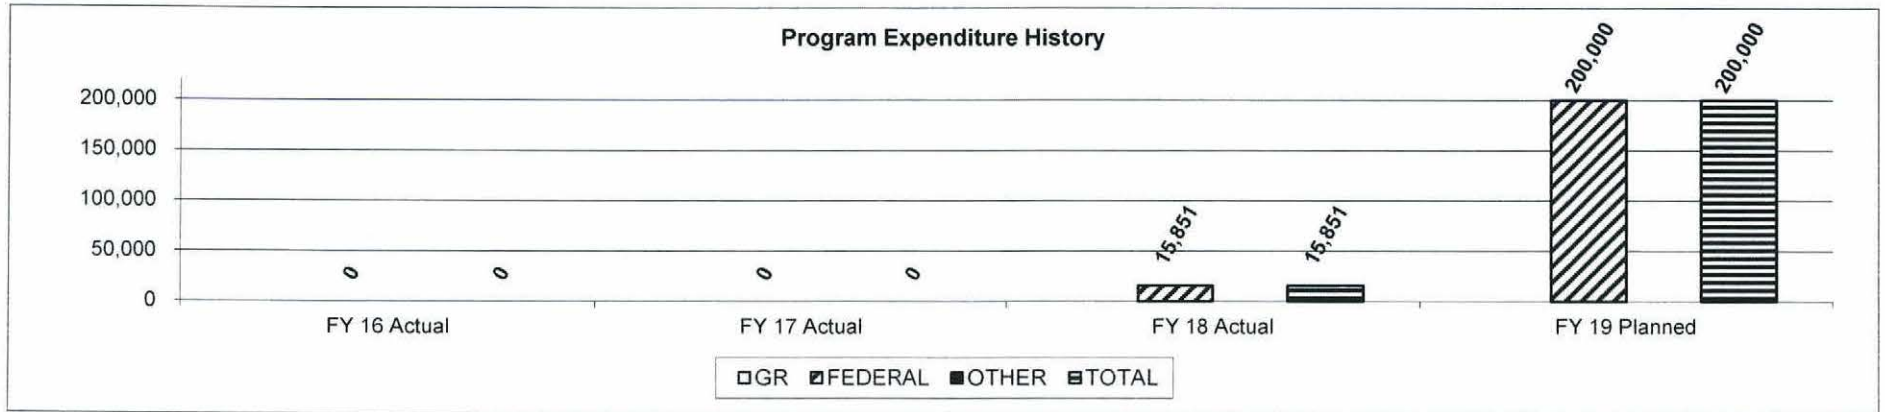 Program Expenditure History
200,000
150,000
100,000
50,000
0
0 0 0 0 15,851 15,851 200,000 200,000
FY 16 Actual FY 17 Actual FY 18 Actual FY 19 Planned
GR FEDERAL OTHER TOTAL